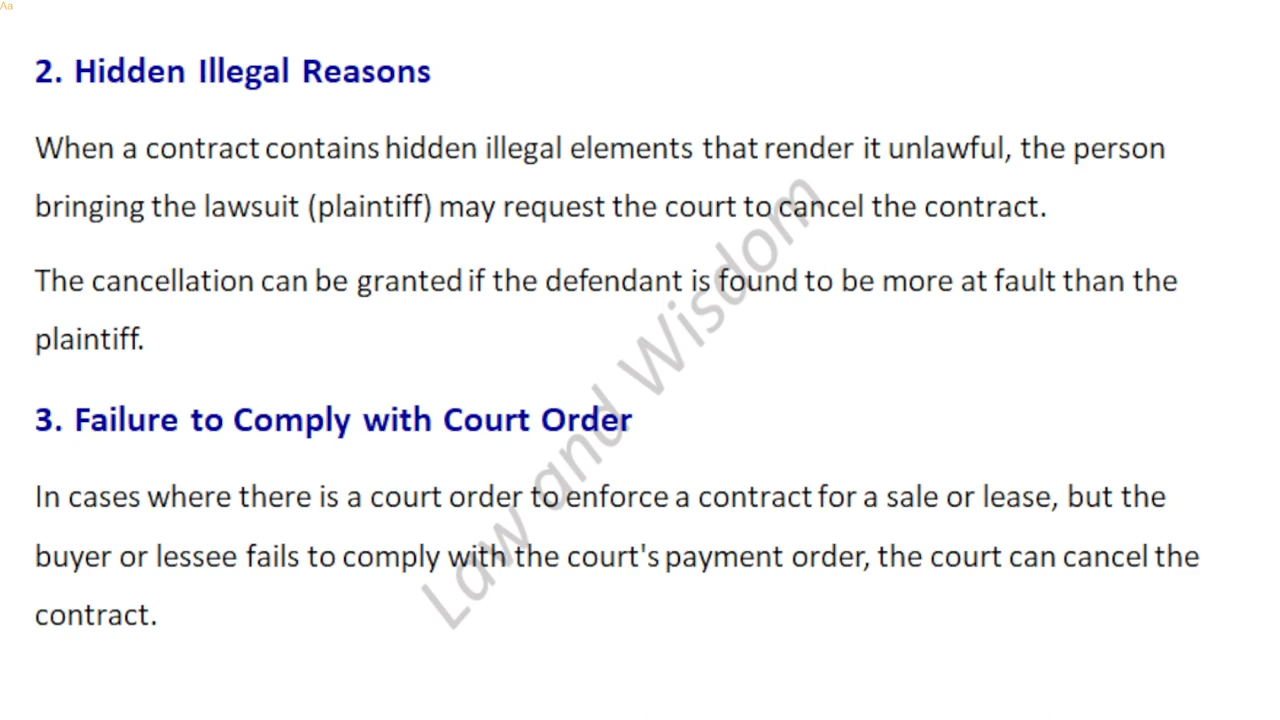 Aa
2. Hidden Illegal Reasons
When a contract contains hidden illegal elements that render it unlawful, the person
bringing the lawsuit (plaintiff) may request the court to cancel the contract.
The cancellation can be granted if the defendant is found to be more at fault than the
plaintiff.
3. Failure to Comply with Court Order
In cases where there is a court order to enforce a contract for a sale or lease, but the
buyer or lessee fails to comply with the court's payment order, the court can cancel the
contract.
Law and Wisdom